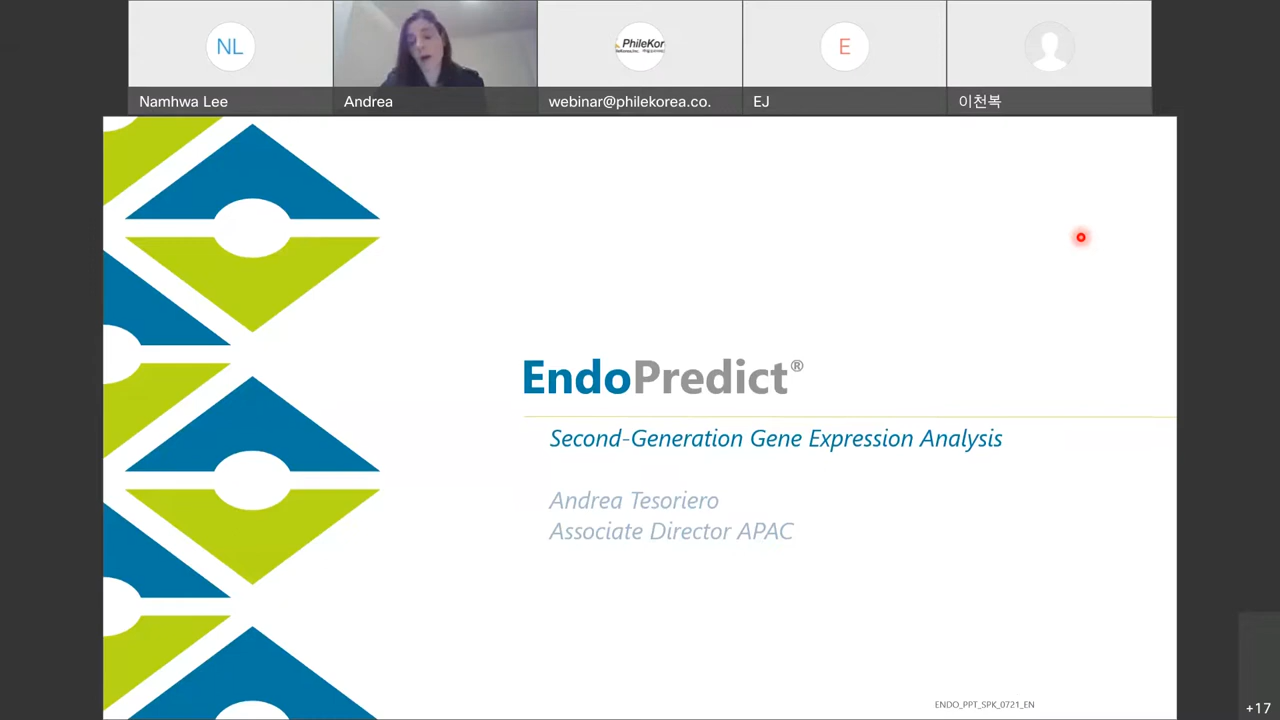 NL
PhileKor
E
Namhwa Lee
Andrea
webinar@philekorea.co.
EJ
이천복
EndoPredict®
Second-Generation Gene Expression Analysis
Andrea Tesoriero
Associate Director APAC
ENDO_PPT_SPK_0721_EN
+17